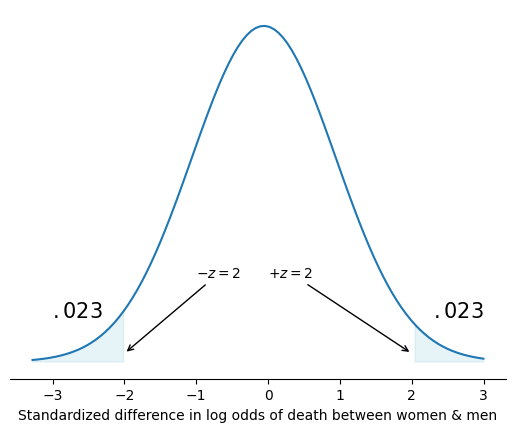 −z = 2 +z = 2
.023 .023
−3 −2 −1 0 1 2 3
Standardized difference in log odds of death between women & men